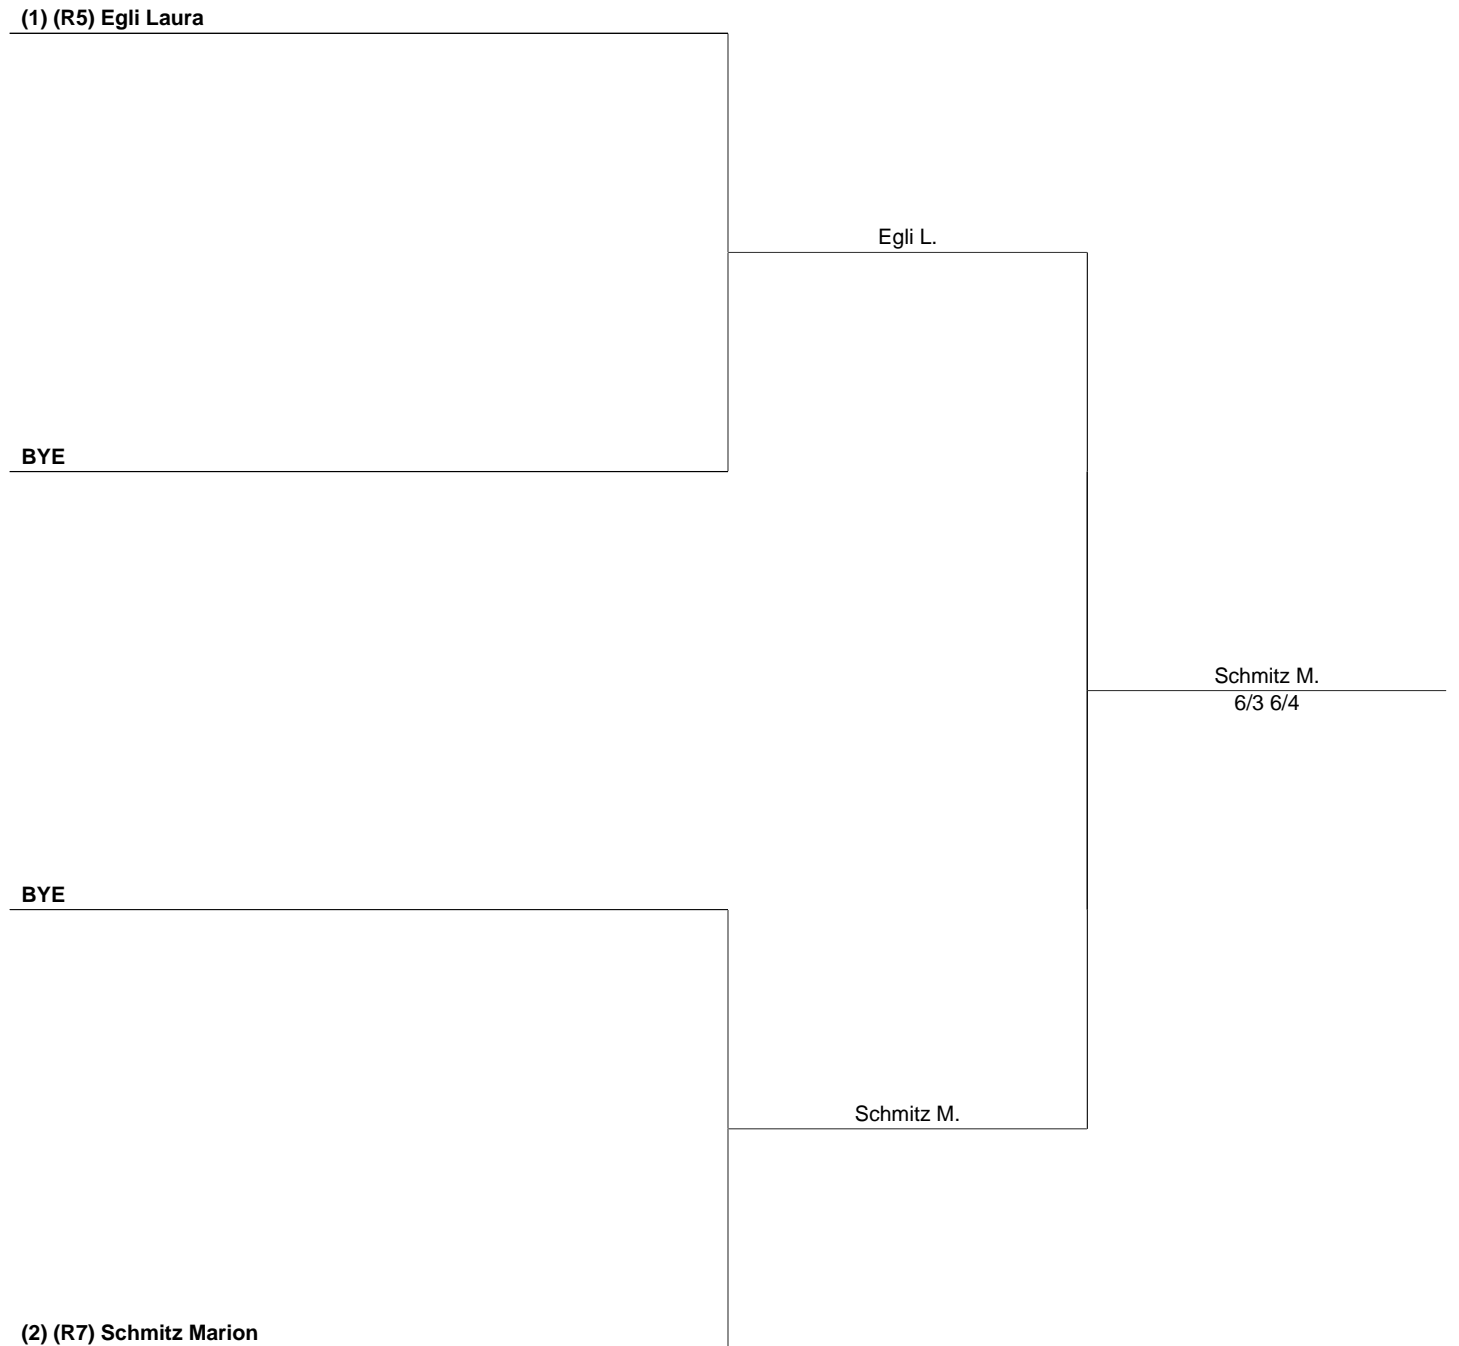 (1) (R5) Egli Laura
Egli L.
BYE
Schmitz M.
6/3 6/4
BYE
Schmitz M.
(2) (R7) Schmitz Marion